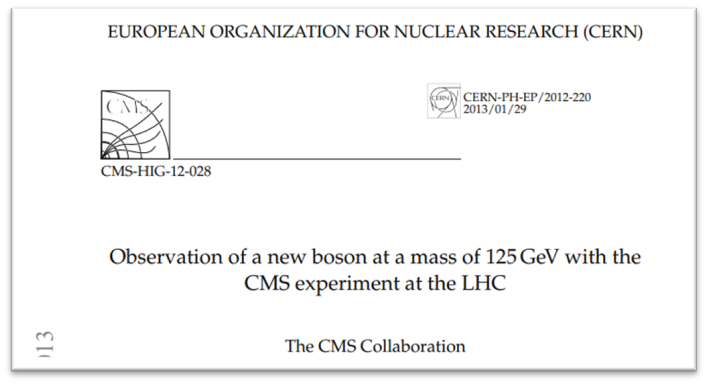 EUROPEAN ORGANIZATION FOR NUCLEAR RESEARCH (CERN)
CMS
CERN
CERN-PH-EP/2012-220
2013/01/29
CMS-HIG-12-028
Observation of a new boson at a mass of 125 GeV with the
CMS experiment at the LHC
The CMS Collaboration